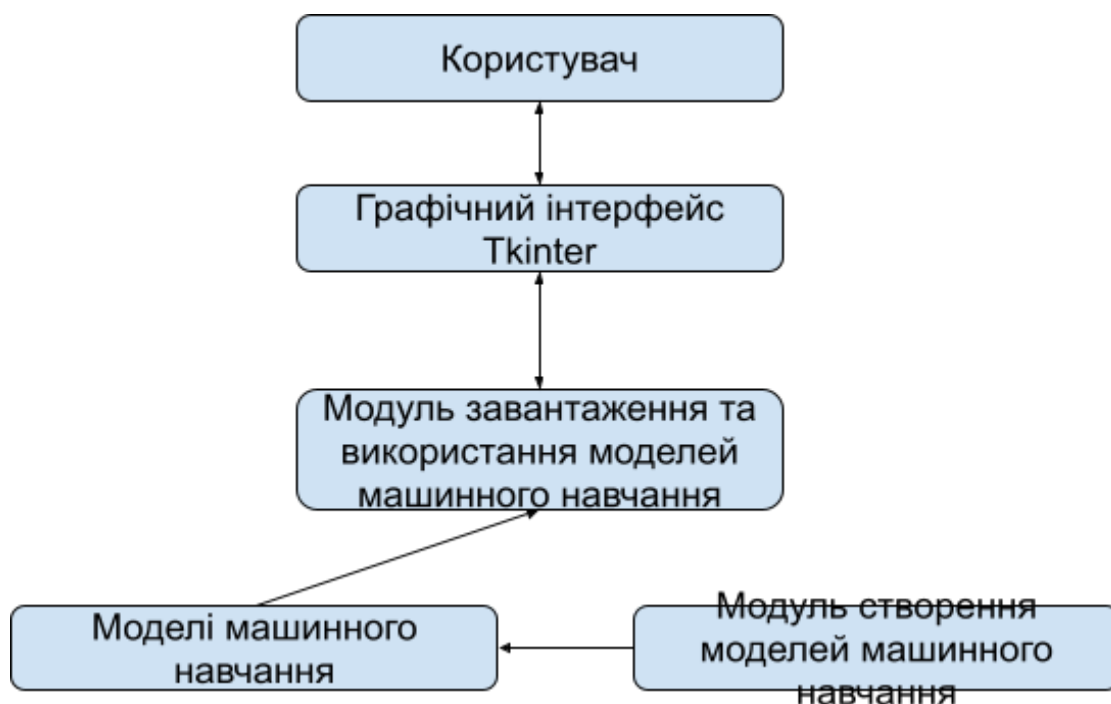 Користувач
Графічний інтерфейс
Tkinter
Модуль завантаження та
використання моделей
машинного навчання
Моделі машинного
навчання
Модуль створення
моделей машинного
навчання